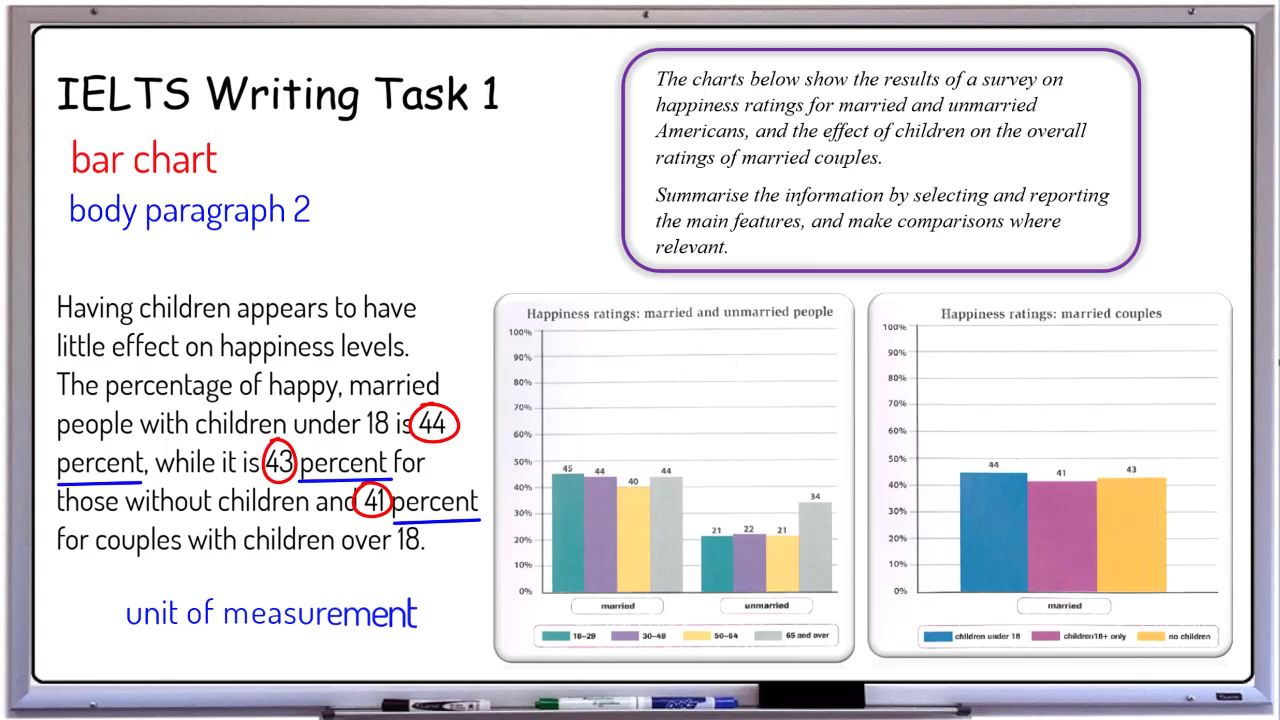 IELTS Writing Task 1
bar chart
body paragraph 2
The charts below show the results of a survey on
happiness ratings for married and unmarried
Americans, and the effect of children on the overall
ratings of married couples.
Summarise the information by selecting and reporting
the main features, and make comparisons where
relevant.
Having children appears to have
little effect on happiness levels.
The percentage of happy, married
people with children under 18 is 44
percent, while it is 43 percent for
those without children and 41 percent
for couples with children over 18.
unit of measurement
Happiness ratings: married and unmarried people
100%
90%
80%
70%
60%
50%
40%
30%
20%
10%
0%
45 44 40 44
21 22 21 34
married unmarried
18–29 30–49 50–64 65 and over
Happiness ratings: married couples
100%
90%
80%
70%
60%
50%
40%
30%
20%
10%
0%
44 41 43
married
children under 18 children18+ only no children